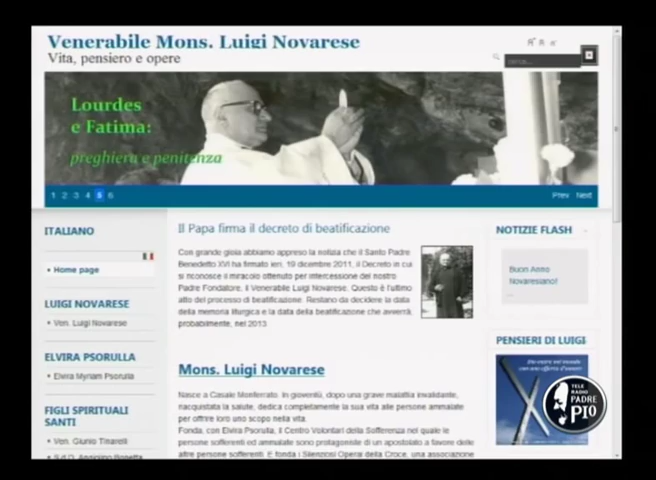 Venerabile Mons. Luigi Novarese
Vita, pensiero e opere
cerca...
Lourdes
e Fatima:
preghiera e penitenza
1 2 3 4 5 6
Prev Next
ITALIANO
Home page
LUIGI NOVARESE
Ven. Luigi Novarese
ELVIRA PSORULLA
Elvira Myriam Psorulla
FIGLI SPIRITUALI
SANTI
Ven. Giunio Tinarelli
S.d.D. Angiolino Bonetta
Il Papa firma il decreto di beatificazione
Con grande gioia abbiamo appreso la notizia che il Santo Padre
Benedetto XVI ha firmato ieri, 19 dicembre 2011, il Decreto in cui
si riconosce il miracolo ottenuto per intercessione del nostro
Padre Fondatore, il Venerabile Luigi Novarese. Questo è l'ultimo
atto del processo di beatificazione. Restano da decidere la data
della memoria liturgica e la data della beatificazione che avverrà,
probabilmente, nel 2013.
Mons. Luigi Novarese
Nasce a Casale Monferrato. In gioventù, dopo una grave malattia invalidante,
riacquistata la salute, dedica completamente la sua vita alle persone ammalate
per offrire loro uno scopo nella vita.
Fonda, con Elvira Psorulla, il Centro Volontari della Sofferenza nel quale le
persone sofferenti ed ammalate sono protagoniste di un apostolato a favore delle
altre persone sofferenti. E fonda i Silenziosi Operai della Croce, una associazione
NOTIZIE FLASH
Buon Anno
Novaresiano!
...
PENSIERI DI LUIGI
TELE
RADIO
PADRE
PIO